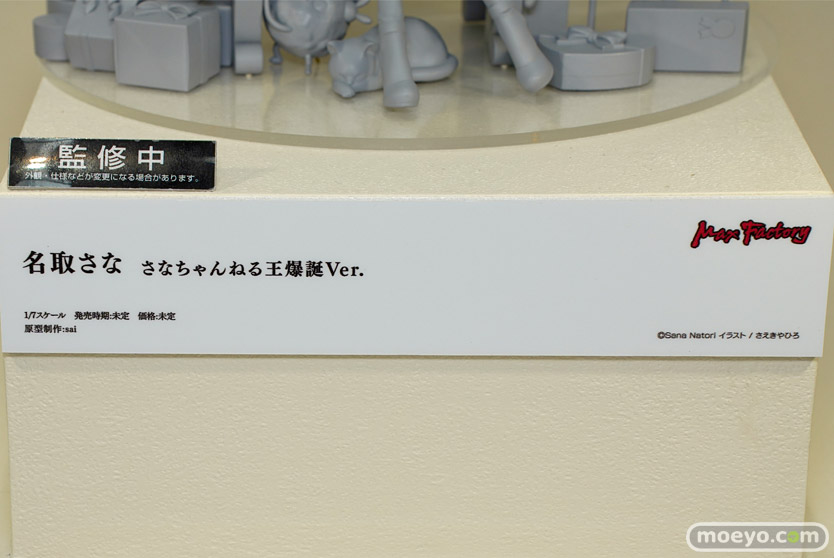 監修中
外観・仕様などが変更になる場合があります。
Max Factory
名取さな さなちゃんねる王爆誕Ver.
1/7スケール 発売時期:未定 価格:未定
原型制作:sai
©Sana Natori イラスト / さえきやひろ
moeyo.com